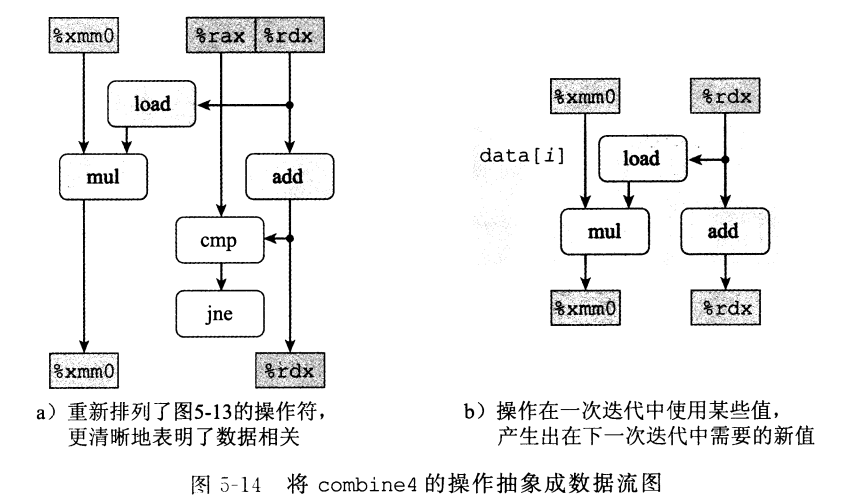 %xmm0 %rax %rdx
load
mul add
cmp
jne
%xmm0 %rdx
a）重新排列了图5-13的操作符，
更清晰地表明了数据相关
%xmm0 %rdx
data[i] load
mul add
%xmm0 %rdx
b）操作在一次迭代中使用某些值，
产生出在下一次迭代中需要的新值
图 5-14 将 combine4 的操作抽象成数据流图